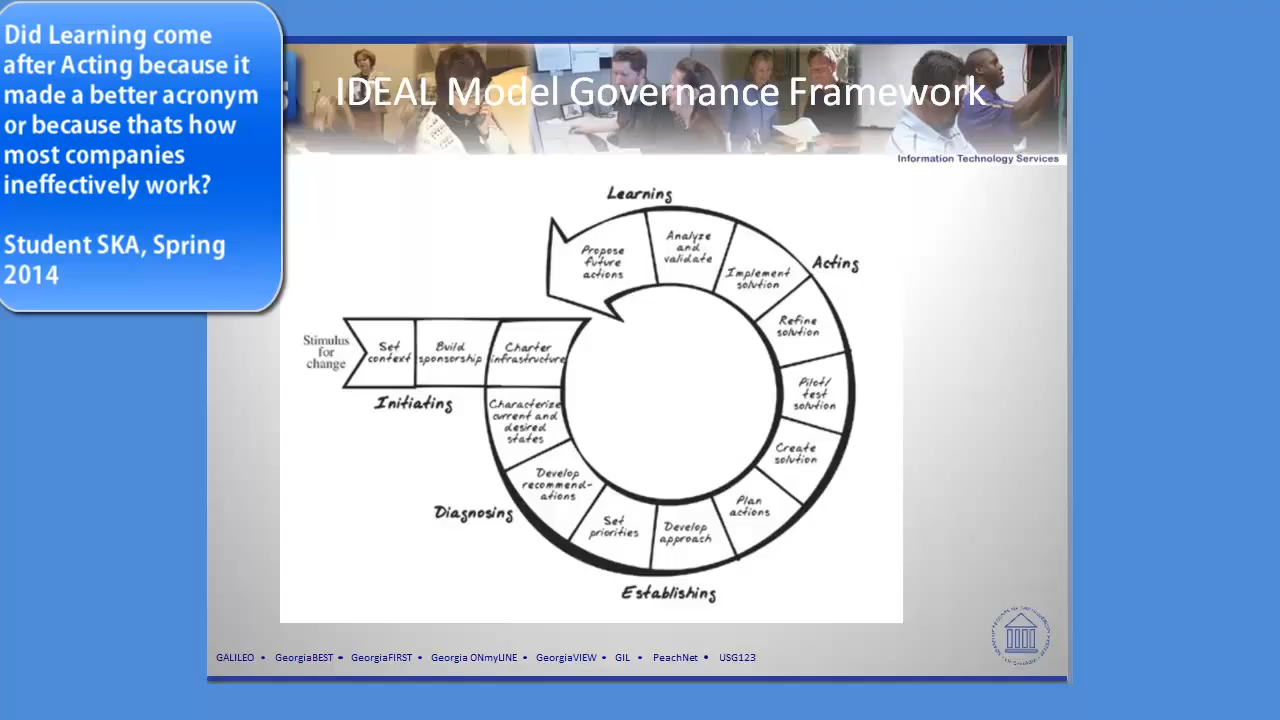 Did Learning come
after Acting because it
made a better acronym
or because thats how
most companies
ineffectively work?
Student SKA, Spring
2014
IDEAL Model Governance Framework
Information Technology Services
Learning
Propose
future
actions
Analyze
and
validate
Implement
solution
Acting
Refine
solution
Pilot/
test
solution
Create
solution
Plan
actions
Stimulus
for
change
Set
context
Build
sponsorship
Charter
infrastructure
Initiating
Characterize
current and
desired
states
Develop
recommend-
ations
Diagnosing
Set
priorities
Develop
approach
Establishing
GALILEO • GeorgiaBEST • GeorgiaFIRST • Georgia ONmyLINE • GeorgiaVIEW • GIL • PeachNet • USG123